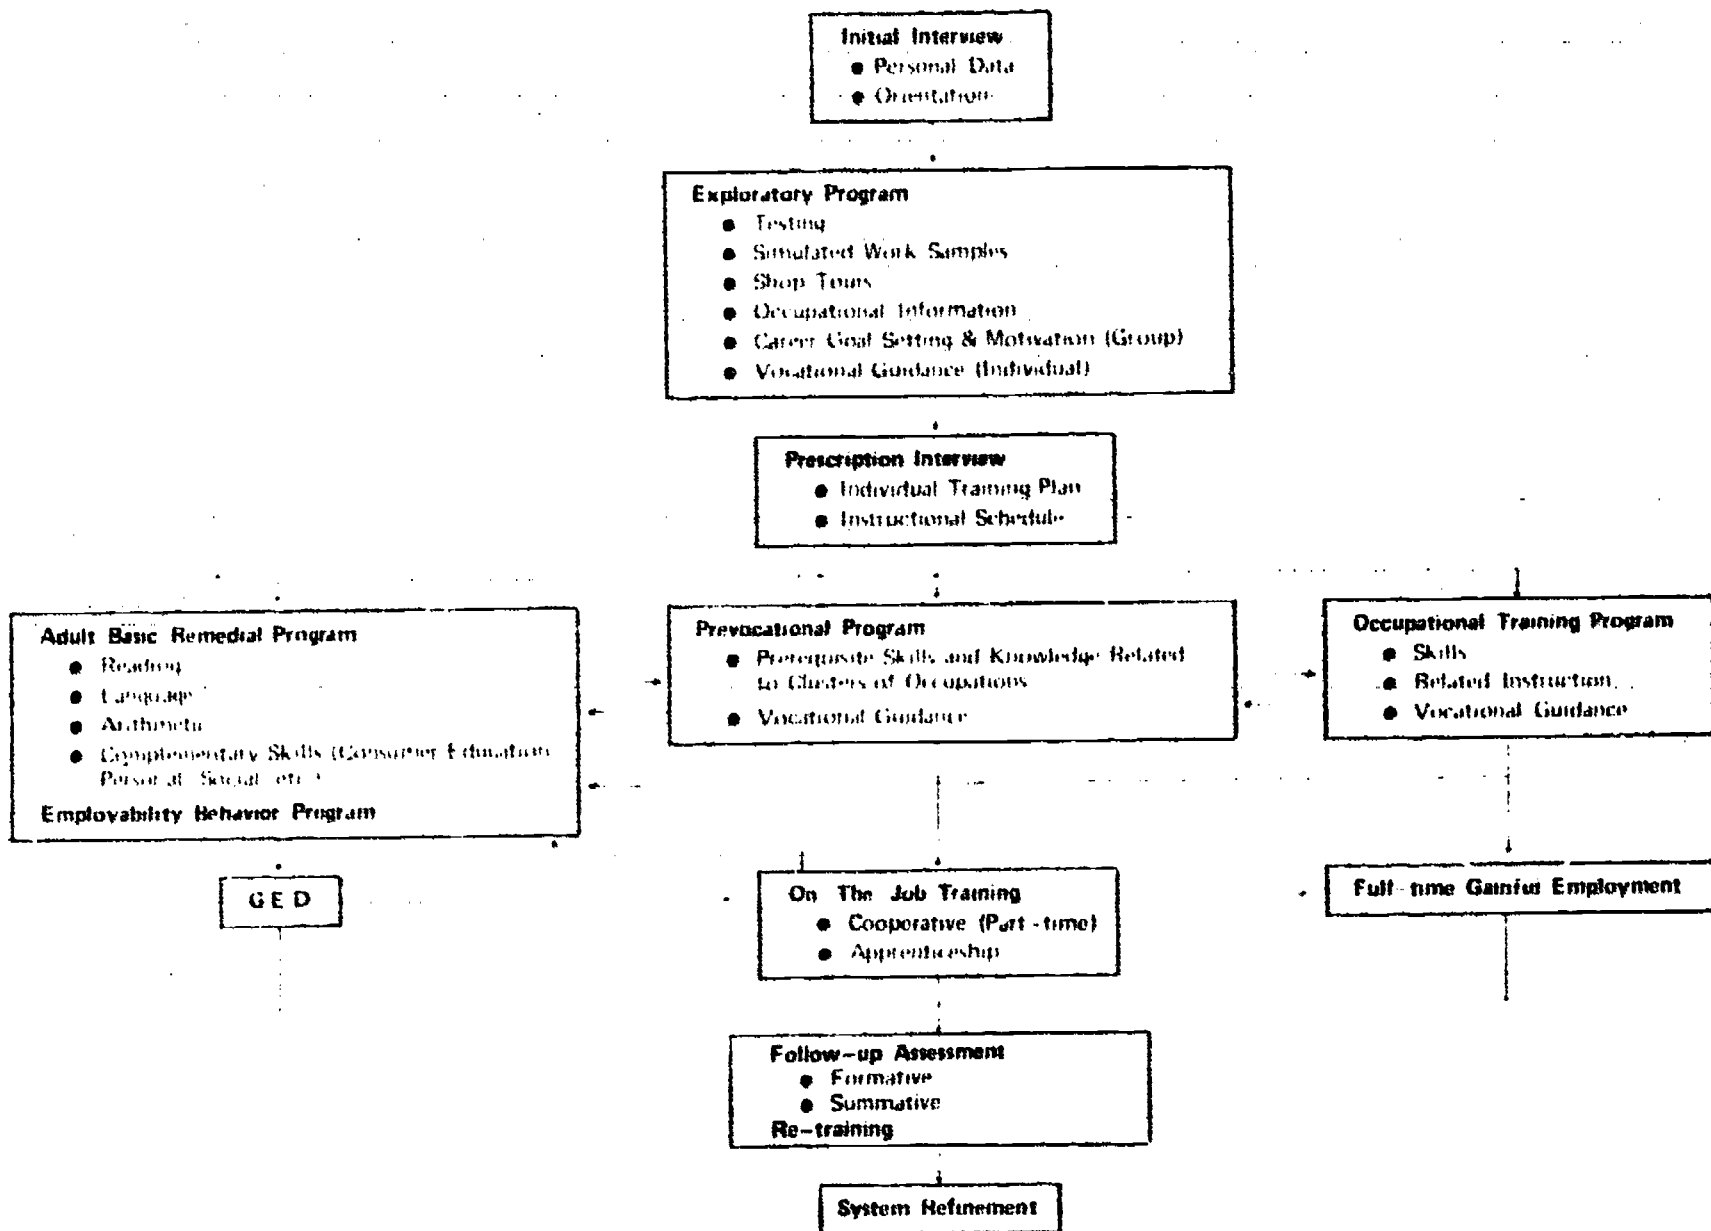 Initial Interview
● Personal Data
● Orientation
Exploratory Program
● Testing
● Simulated Work Samples
● Shop Tours
● Occupational Information
● Career Goal Setting & Motivation (Group)
● Vocational Guidance (Individual)
Prescription Interview
● Individual Training Plan
● Instructional Schedule
Adult Basic Remedial Program
● Reading
● Language
● Arithmetic
● Complementary Skills (Consumer Education
Personal Social etc.)
Employability Behavior Program
Prevocational Program
● Prerequisite Skills and Knowledge Related
to Clusters of Occupations
● Vocational Guidance
Occupational Training Program
● Skills
● Related Instruction
● Vocational Guidance
G E D
On The Job Training
● Cooperative (Part-time)
● Apprenticeship
Full-time Gainful Employment
Follow-up Assessment
● Formative
● Summative
Re-training
System Refinement